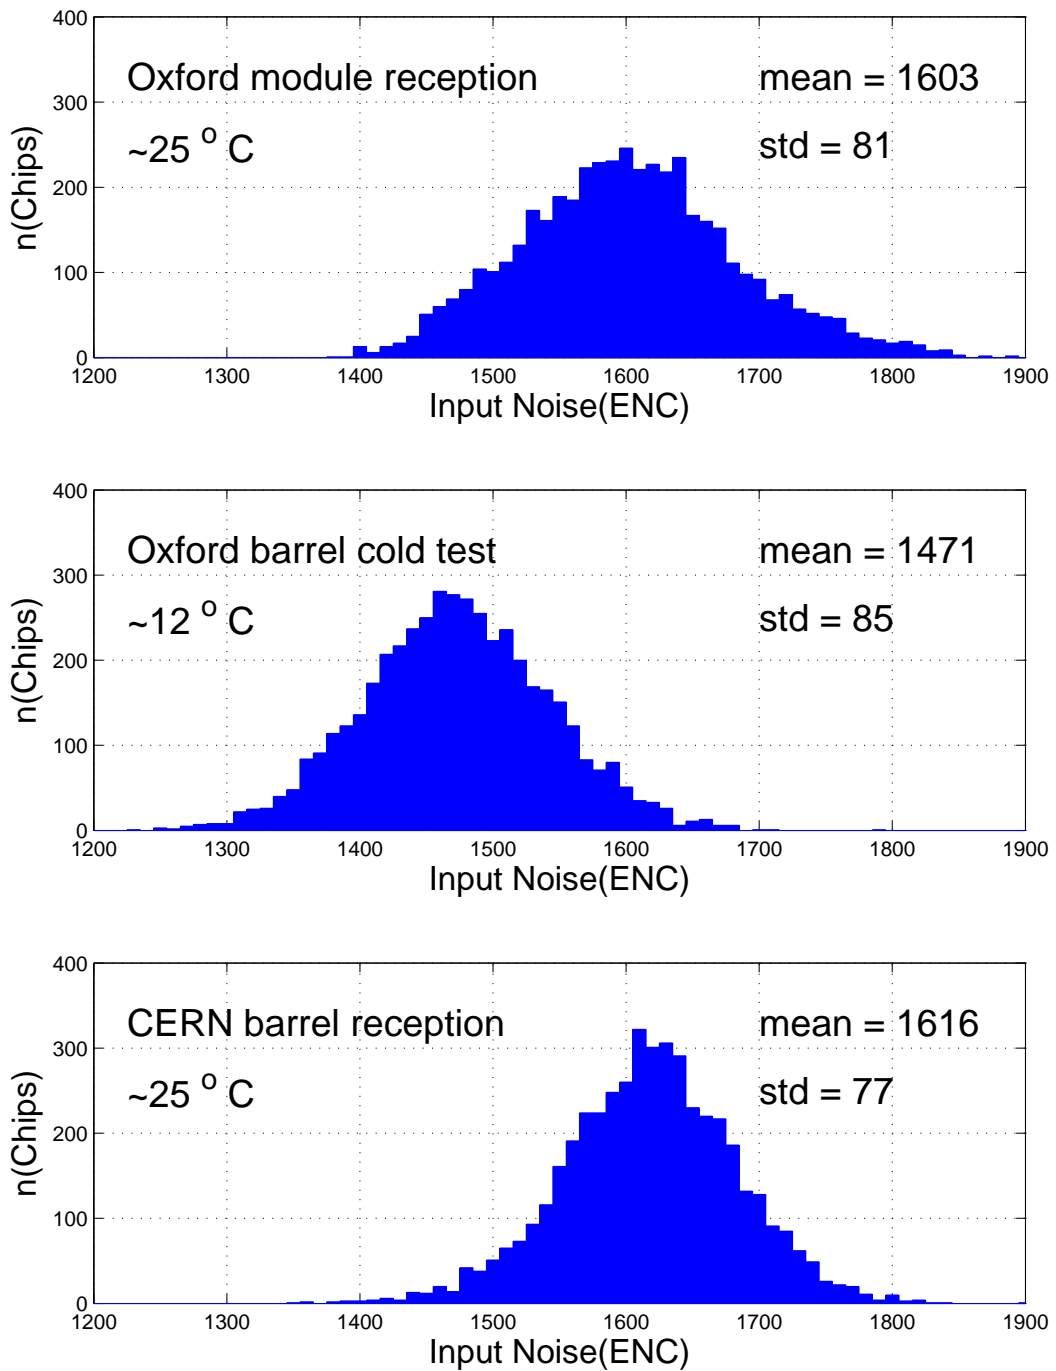 400
Oxford module reception
mean = 1603
300
~25 ° C
std = 81
n(Chips)
200
100
0
1200 1300 1400 1500 1600 1700 1800 1900
Input Noise(ENC)
400
Oxford barrel cold test
mean = 1471
300
~12 ° C
std = 85
n(Chips)
200
100
0
1200 1300 1400 1500 1600 1700 1800 1900
Input Noise(ENC)
400
CERN barrel reception
mean = 1616
300
~25 ° C
std = 77
n(Chips)
200
100
0
1200 1300 1400 1500 1600 1700 1800 1900
Input Noise(ENC)